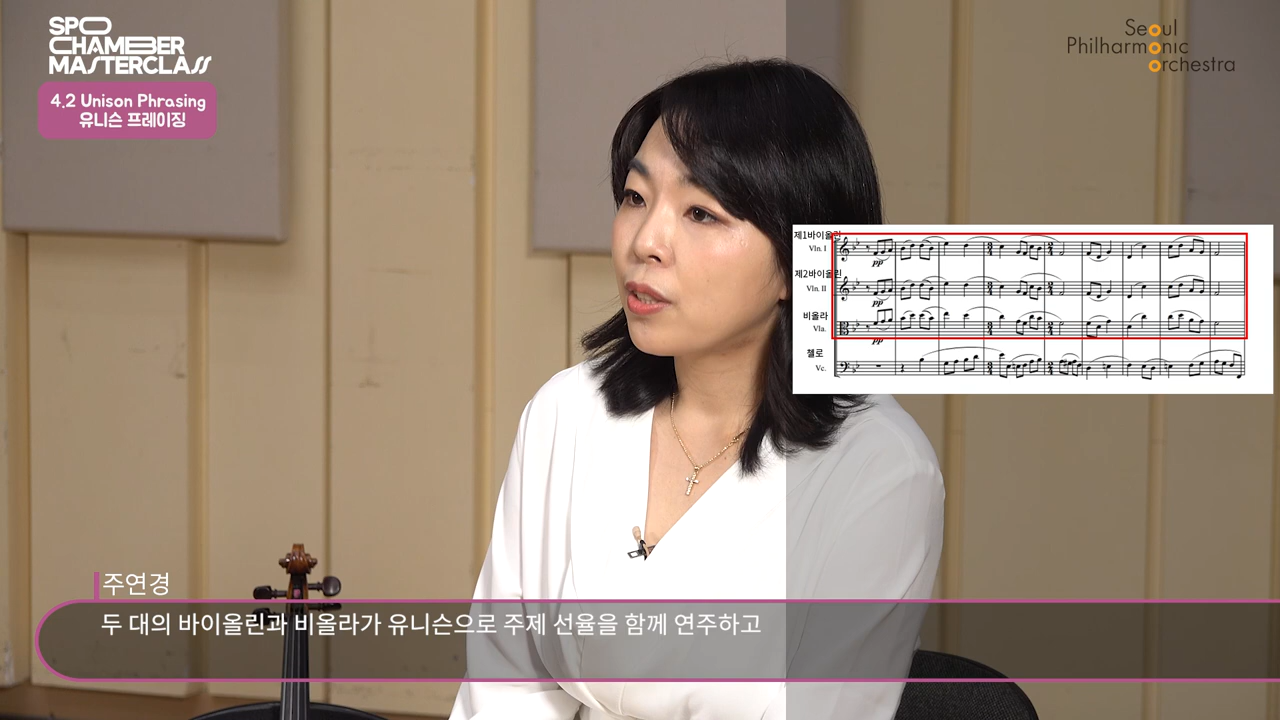 SPO
CHAMBER
MASTERCLASS
4.2 Unison Phrasing
유니슨 프레이징
Seoul
Philharmonic
orchestra
제1바이올린
Vln. I
pp
제2바이올린
Vln. II
pp
비올라
Vla.
pp
첼로
Vc.
주연경
두 대의 바이올린과 비올라가 유니슨으로 주제 선율을 함께 연주하고